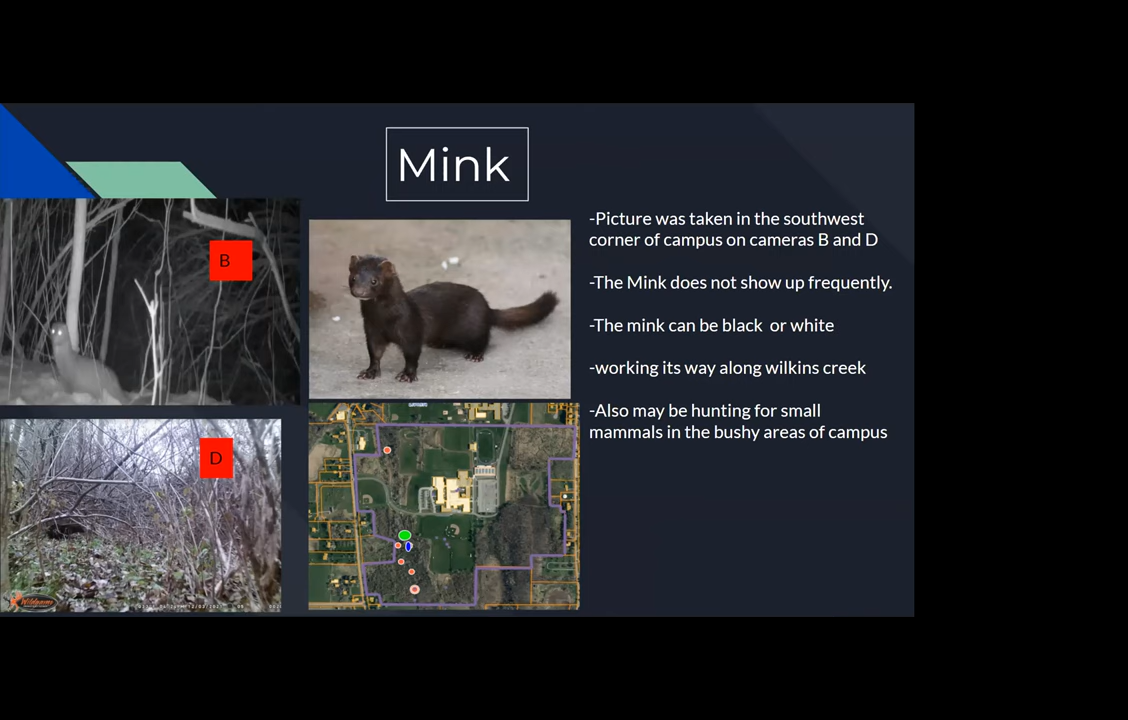 Mink
B
D
-Picture was taken in the southwest
corner of campus on cameras B and D
-The Mink does not show up frequently.
-The mink can be black  or white
-working its way along wilkins creek
-Also may be hunting for small
mammals in the bushy areas of campus
Wildgame